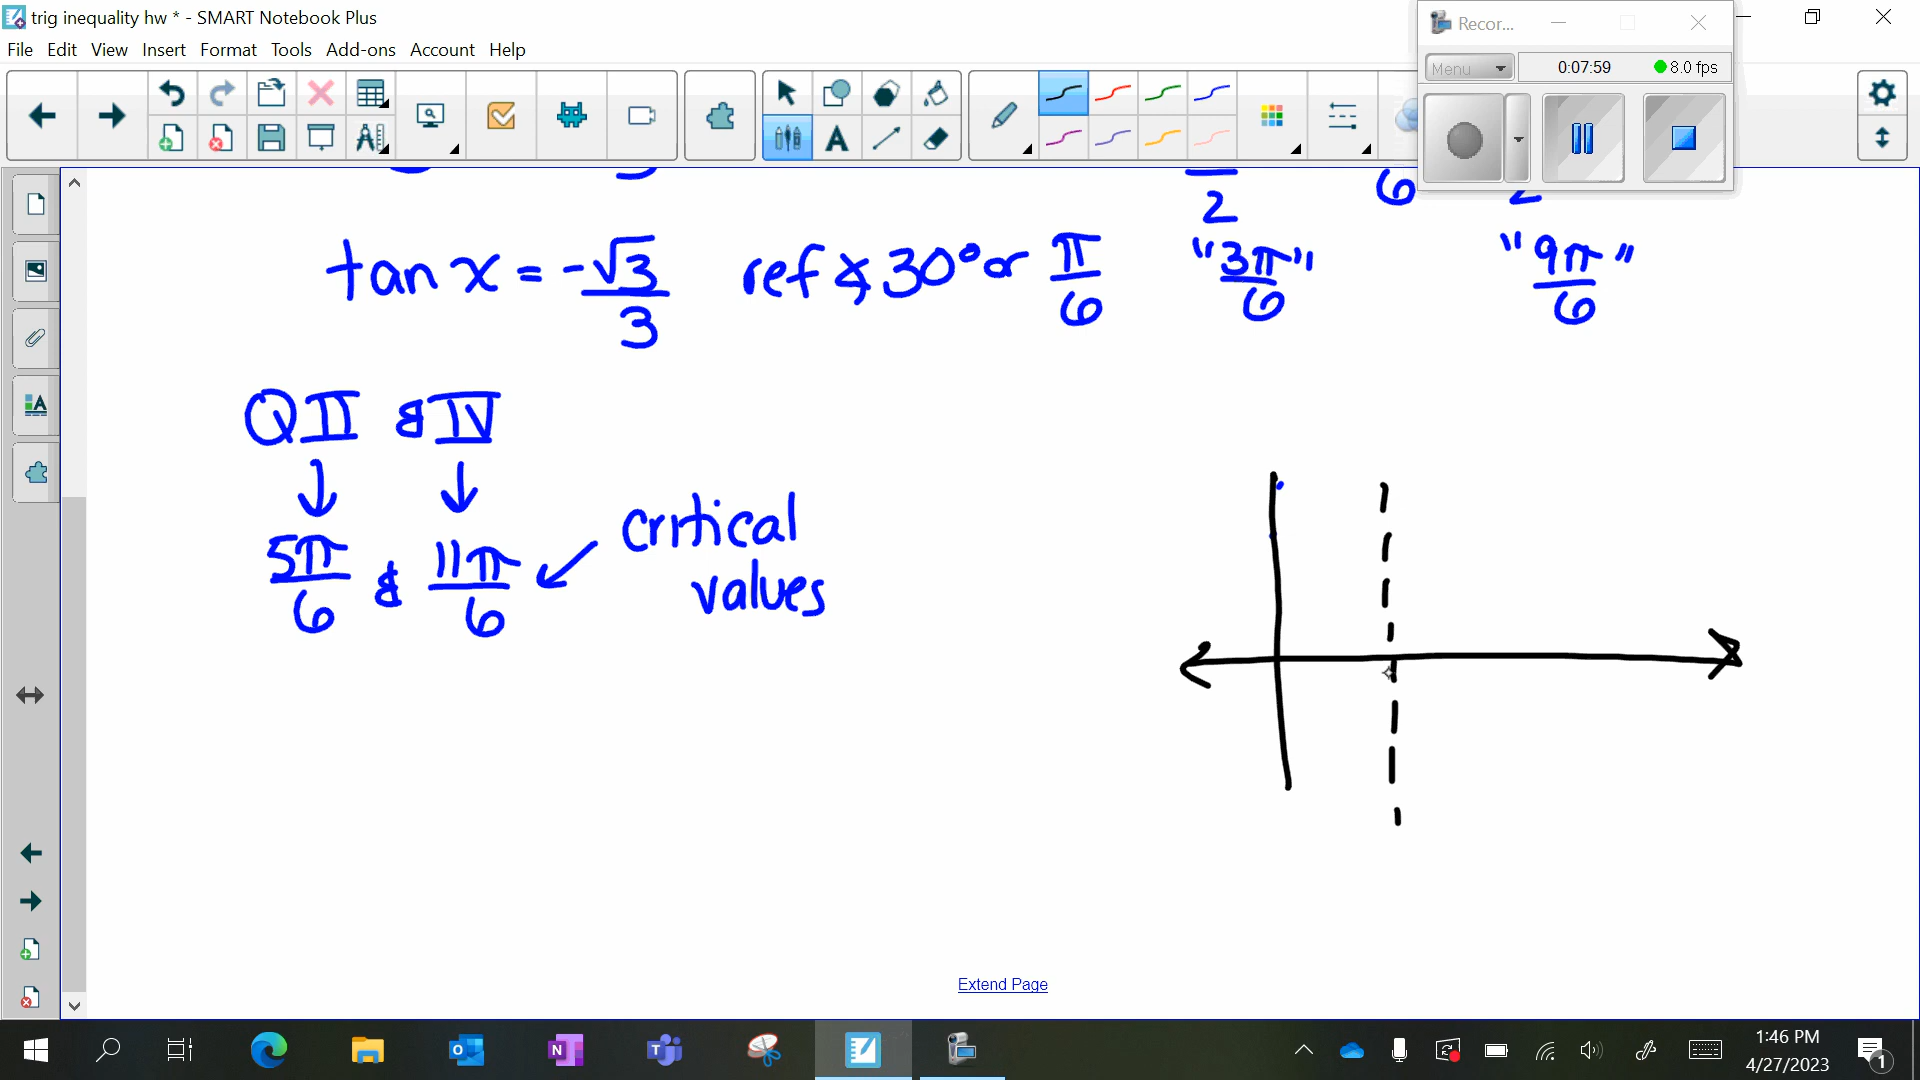 trig inequality hw * - SMART Notebook Plus
File Edit View Insert Format Tools Add-ons Account Help
Recor...
Menu 0:07:59 8.0 fps
2 6
tan x = -√3/3 ref ∡ 30° or π/6 "3π/6" "9π/6"
QII & IV
↓ ↓
5π/6 & 11π/6 ← critical
values
Extend Page
1:46 PM
4/27/2023
1